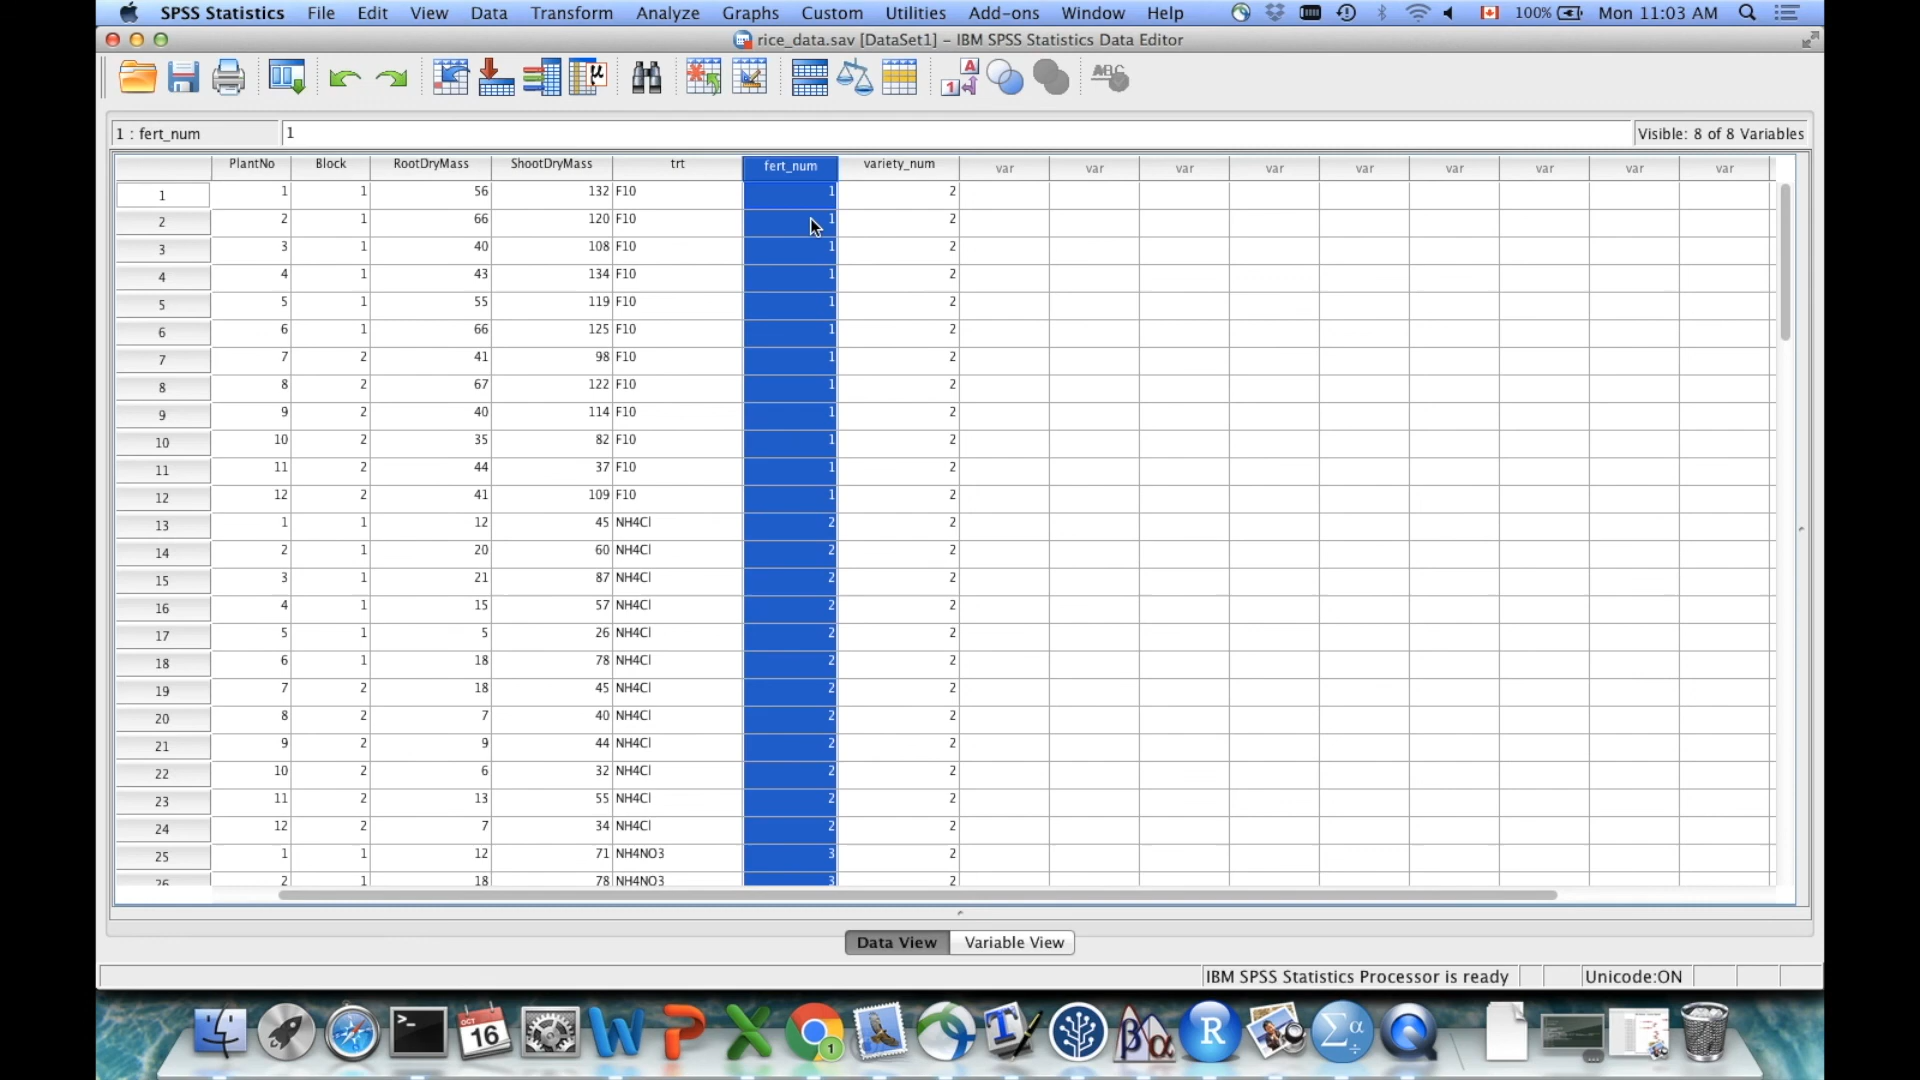 SPSS Statistics File Edit View Data Transform Analyze Graphs Custom Utilities Add-ons Window Help 100% Mon 11:03 AM
rice_data.sav [DataSet1] - IBM SPSS Statistics Data Editor
A 1 ABC
1 : fert_num 1 Visible: 8 of 8 Variables
PlantNo Block RootDryMass ShootDryMass trt fert_num variety_num var var var var var var var var var
1 1 1 56 132 F10 1 2
2 2 1 66 120 F10 1 2
3 3 1 40 108 F10 1 2
4 4 1 43 134 F10 1 2
5 5 1 55 119 F10 1 2
6 6 1 66 125 F10 1 2
7 7 2 41 98 F10 1 2
8 8 2 67 122 F10 1 2
9 9 2 40 114 F10 1 2
10 10 2 35 82 F10 1 2
11 11 2 44 37 F10 1 2
12 12 2 41 109 F10 1 2
13 1 1 12 45 NH4Cl 2 2
14 2 1 20 60 NH4Cl 2 2
15 3 1 21 87 NH4Cl 2 2
16 4 1 15 57 NH4Cl 2 2
17 5 1 5 26 NH4Cl 2 2
18 6 1 18 78 NH4Cl 2 2
19 7 2 18 45 NH4Cl 2 2
20 8 2 7 40 NH4Cl 2 2
21 9 2 9 44 NH4Cl 2 2
22 10 2 6 32 NH4Cl 2 2
23 11 2 13 55 NH4Cl 2 2
24 12 2 7 34 NH4Cl 2 2
25 1 1 12 71 NH4NO3 3 2
26 2 1 18 78 NH4NO3 3 2
Data View Variable View
IBM SPSS Statistics Processor is ready Unicode:ON
OCT 16 W P X 1 T β α R Σα